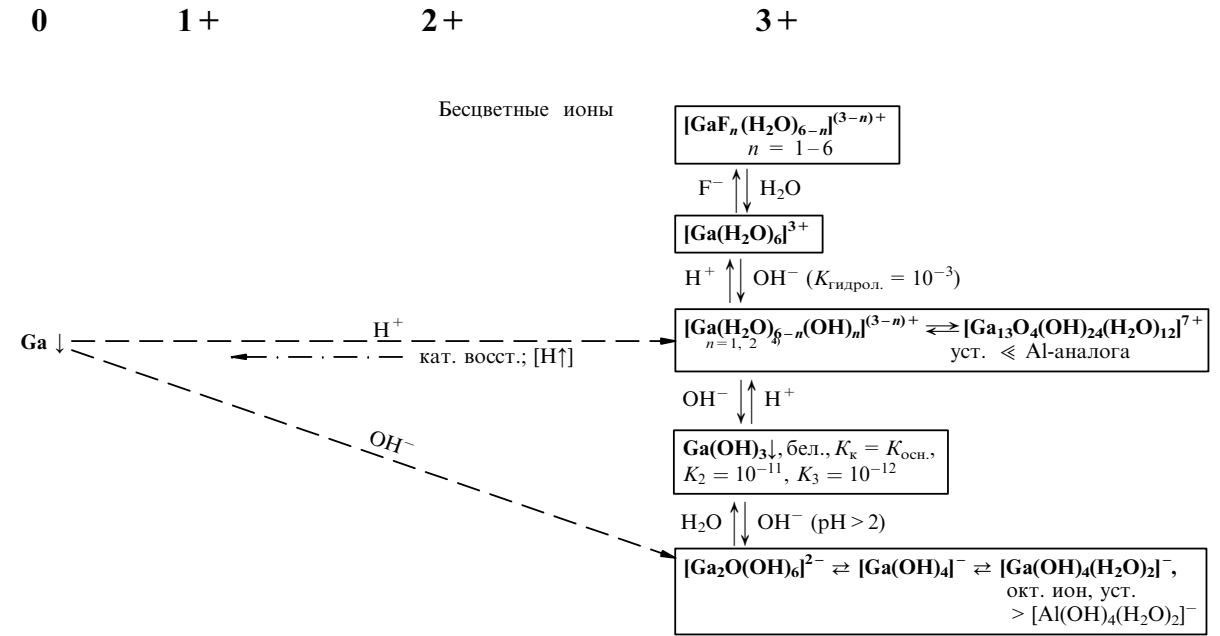 0 1+ 2+ 3+
Бесцветные ионы
[GaFₙ(H₂O)₆₋ₙ]⁽³⁻ⁿ⁾⁺
n = 1–6
F⁻ H₂O
[Ga(H₂O)₆]³⁺
H⁺ OH⁻ (Kгидрол. = 10⁻³)
Ga ↓
H⁺
кат. восст.; [H↑]
[Ga(H₂O)₆₋ₙ(OH)ₙ]⁽³⁻ⁿ⁾⁺ ⇌ [Ga₁₃O₄(OH)₂₄(H₂O)₁₂]⁷⁺
n=1, 2
уст. ≪ Al-аналога
OH⁻ H⁺
OH⁻
Ga(OH)₃↓, бел., Kк = Kосн.,
K₂ = 10⁻¹¹, K₃ = 10⁻¹²
H₂O OH⁻ (pH > 2)
[Ga₂O(OH)₆]²⁻ ⇄ [Ga(OH)₄]⁻ ⇄ [Ga(OH)₄(H₂O)₂]⁻,
окт. ион, уст.
> [Al(OH)₄(H₂O)₂]⁻